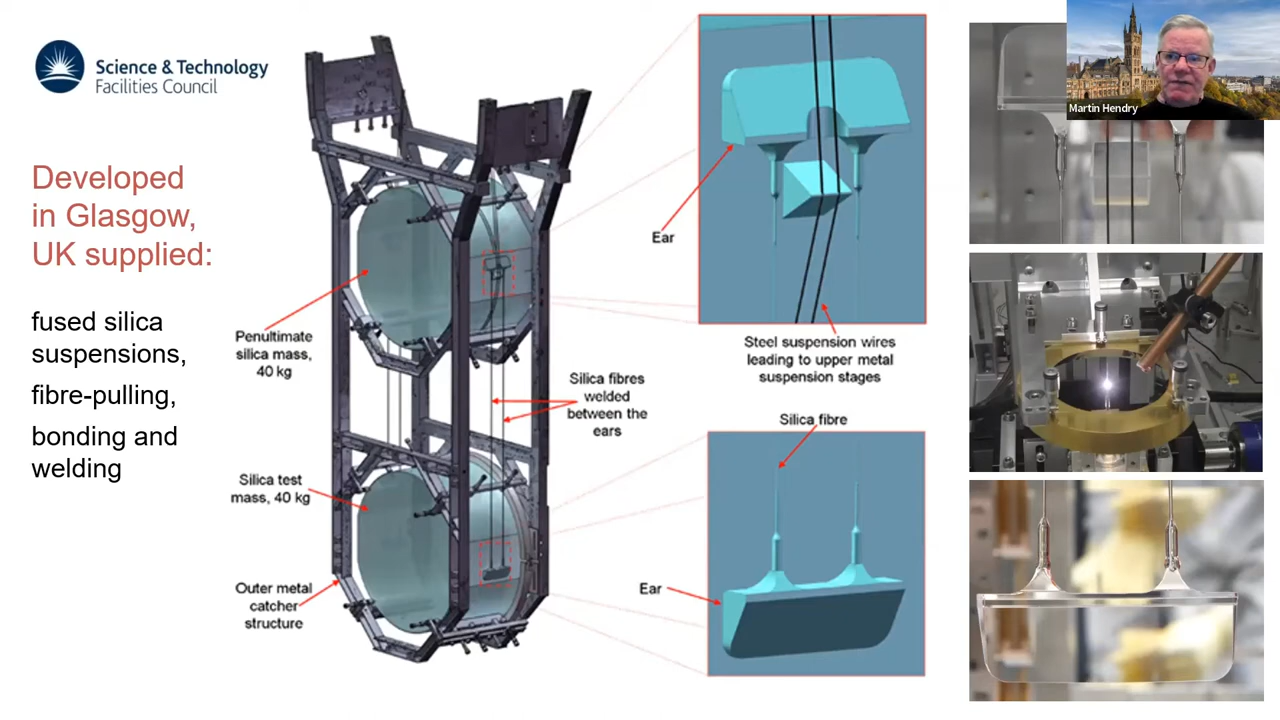 Science & Technology
Facilities Council
Developed
in Glasgow,
UK supplied:
fused silica
suspensions,
fibre-pulling,
bonding and
welding
Penultimate
silica mass,
40 kg
Silica test
mass, 40 kg
Outer metal
catcher
structure
Silica fibres
welded
between the
ears
Ear
Steel suspension wires
leading to upper metal
suspension stages
Silica fibre
Ear
Martin Hendry